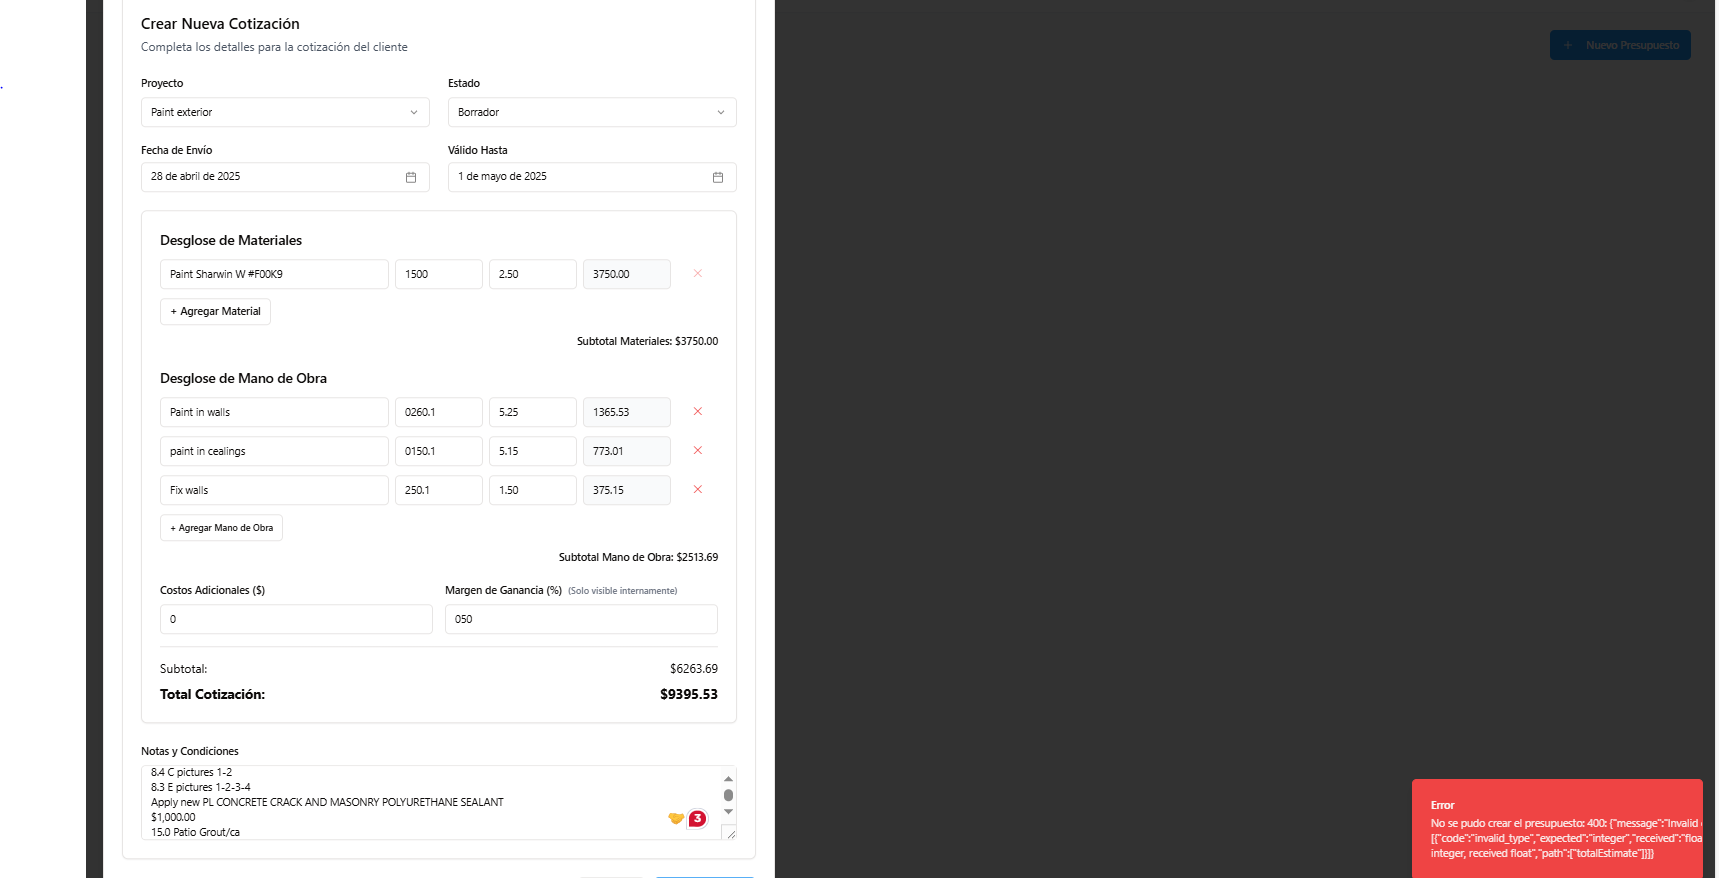 Crear Nueva Cotización
Completa los detalles para la cotización del cliente
+ Nuevo Presupuesto
Proyecto
Estado
Paint exterior
Borrador
Fecha de Envío
Válido Hasta
28 de abril de 2025
1 de mayo de 2025
Desglose de Materiales
Paint Sharwin W #F00K9 1500 2.50 3750.00
+ Agregar Material
Subtotal Materiales: $3750.00
Desglose de Mano de Obra
Paint in walls 0260.1 5.25 1365.53
paint in cealings 0150.1 5.15 773.01
Fix walls 250.1 1.50 375.15
+ Agregar Mano de Obra
Subtotal Mano de Obra: $2513.69
Costos Adicionales ($)
Margen de Ganancia (%) (Solo visible internamente)
0
050
Subtotal: $6263.69
Total Cotización: $9395.53
Notas y Condiciones
8.4 C pictures 1-2
8.3 E pictures 1-2-3-4
Apply new PL CONCRETE CRACK AND MASONRY POLYURETHANE SEALANT
$1,000.00
15.0 Patio Grout/ca
3
Error
No se pudo crear el presupuesto: 400: {"message":"Invalid
[{"code":"invalid_type","expected":"integer","received":"floa
integer, received float","path":["totalEstimate"]}]}